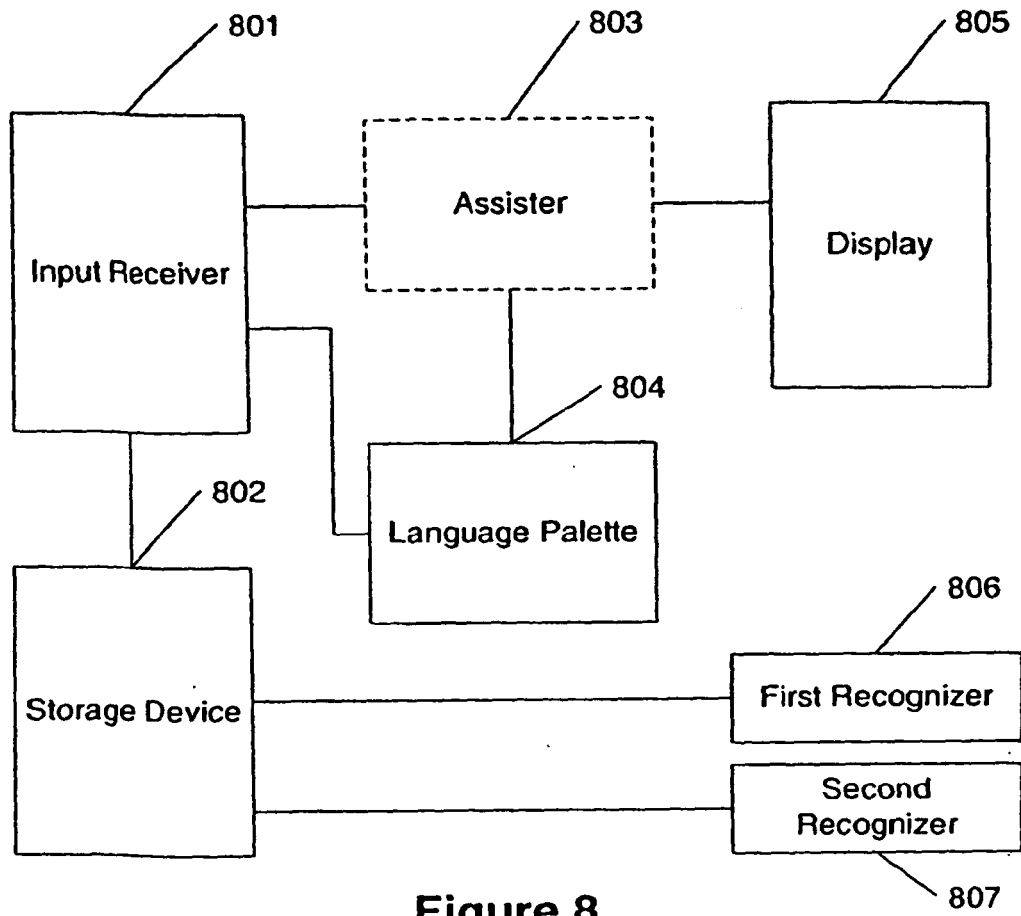 801
803
805
Input Receiver
Assister
Display
804
Language Palette
802
Storage Device
806
First Recognizer
Second
Recognizer
807
Figure 8